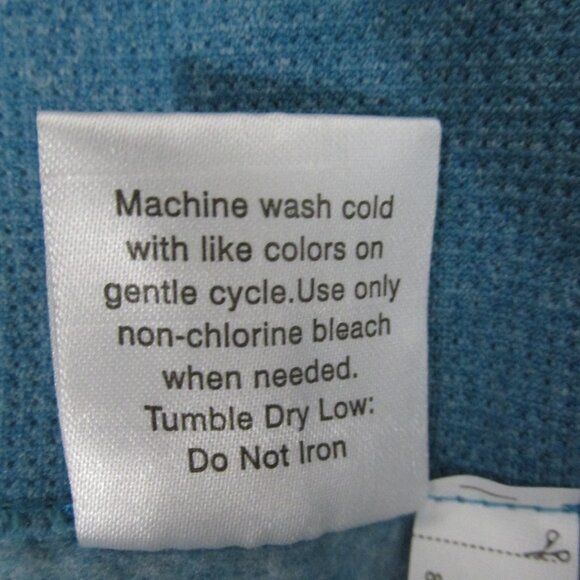 Machine wash cold
with like colors on
gentle cycle.Use only
non-chlorine bleach
when needed.
Tumble Dry Low:
Do Not Iron